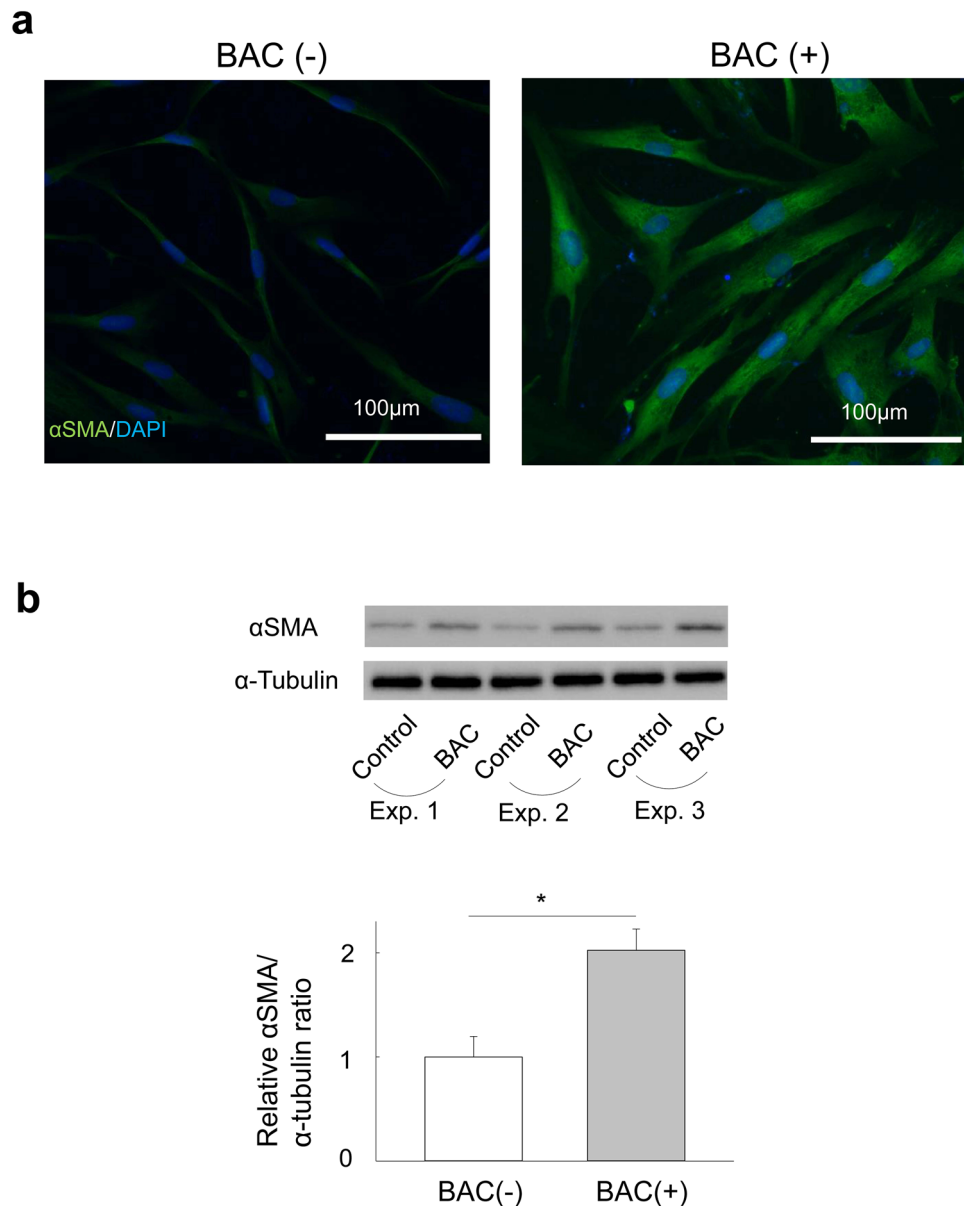 a
BAC (-)
BAC (+)
αSMA/DAPI
100μm
100μm
b
αSMA
α-Tubulin
Control
BAC
Control
BAC
Control
BAC
Exp. 1
Exp. 2
Exp. 3
*
Relative αSMA/
α-tubulin ratio
2
1
0
BAC(-)
BAC(+)